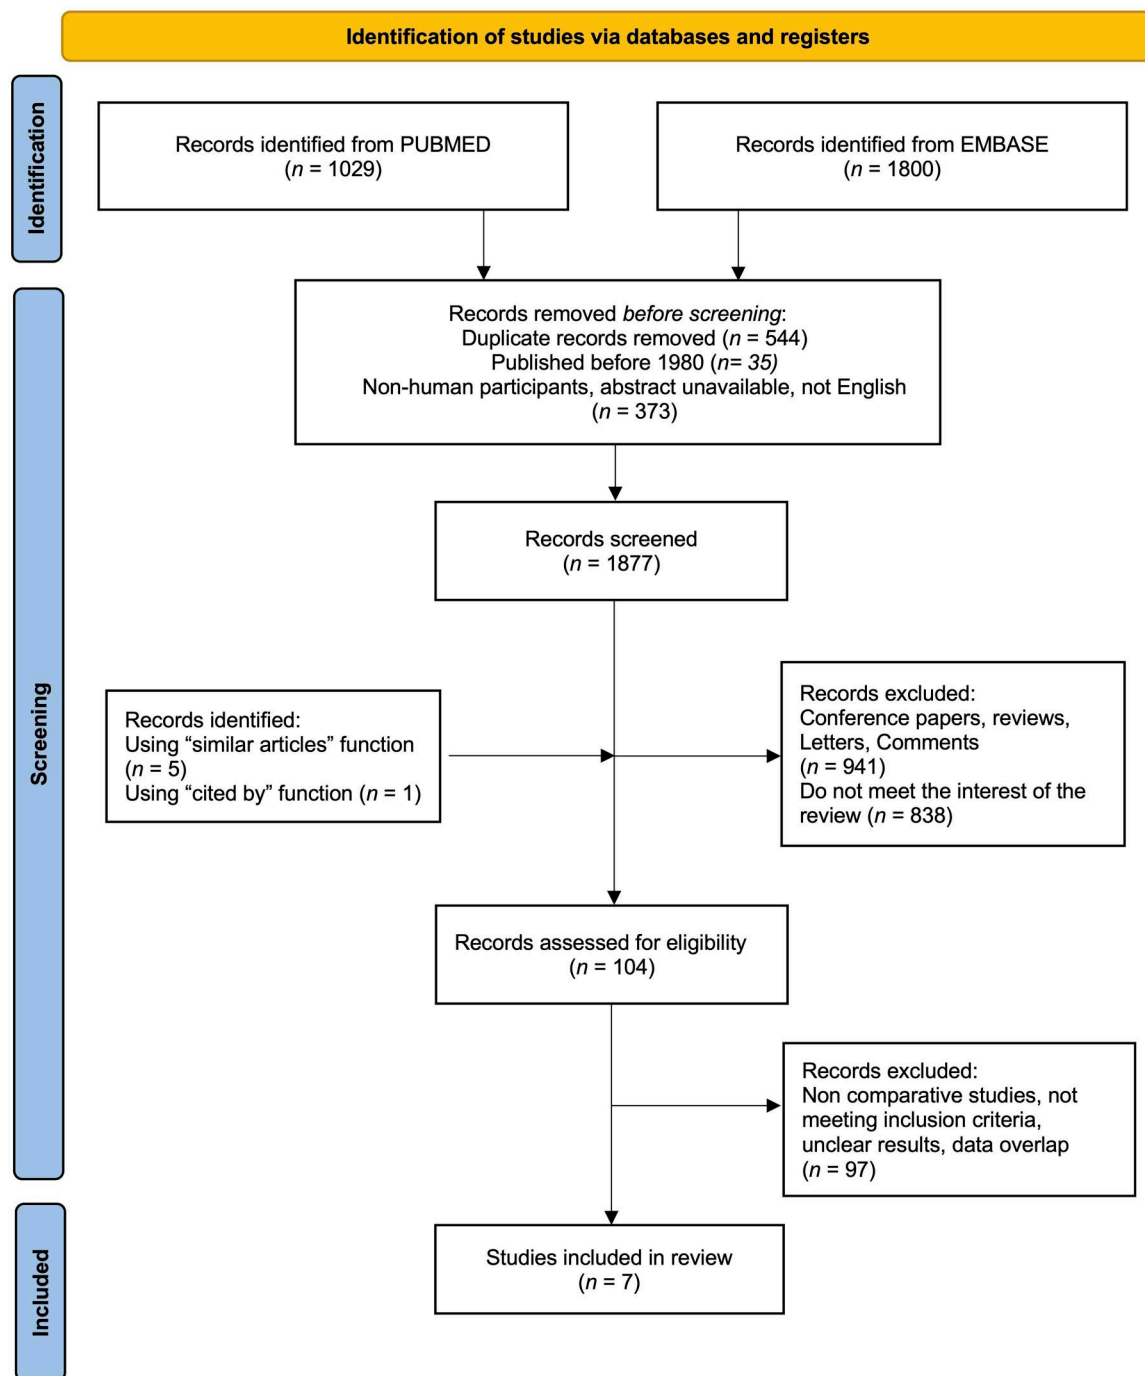 Identification of studies via databases and registers
Identification
Records identified from PUBMED
(n = 1029)
Records identified from EMBASE
(n = 1800)
Screening
Records removed before screening:
Duplicate records removed (n = 544)
Published before 1980 (n= 35)
Non-human participants, abstract unavailable, not English
(n = 373)
Records screened
(n = 1877)
Records identified:
Using “similar articles” function
(n = 5)
Using “cited by” function (n = 1)
Records excluded:
Conference papers, reviews,
Letters, Comments
(n = 941)
Do not meet the interest of the
review (n = 838)
Records assessed for eligibility
(n = 104)
Records excluded:
Non comparative studies, not
meeting inclusion criteria,
unclear results, data overlap
(n = 97)
Included
Studies included in review
(n = 7)